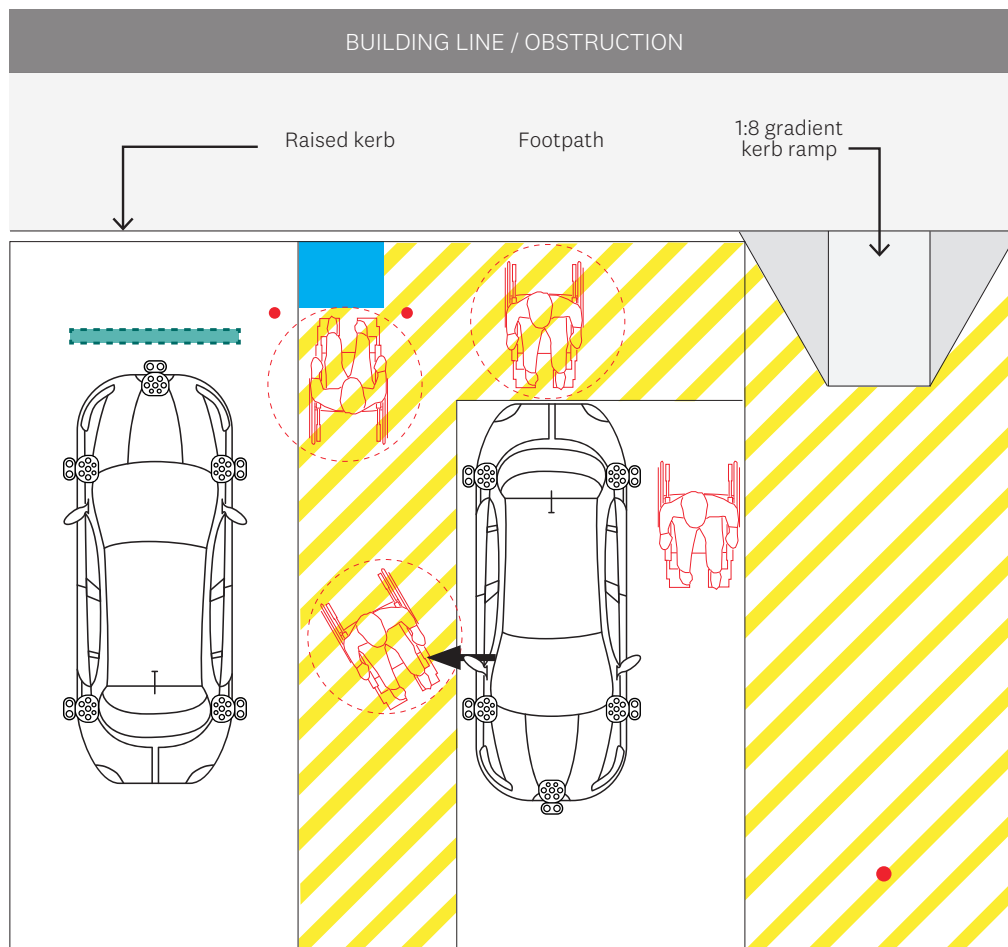 BUILDING LINE / OBSTRUCTION
Raised kerb
Footpath
1:8 gradient
kerb ramp